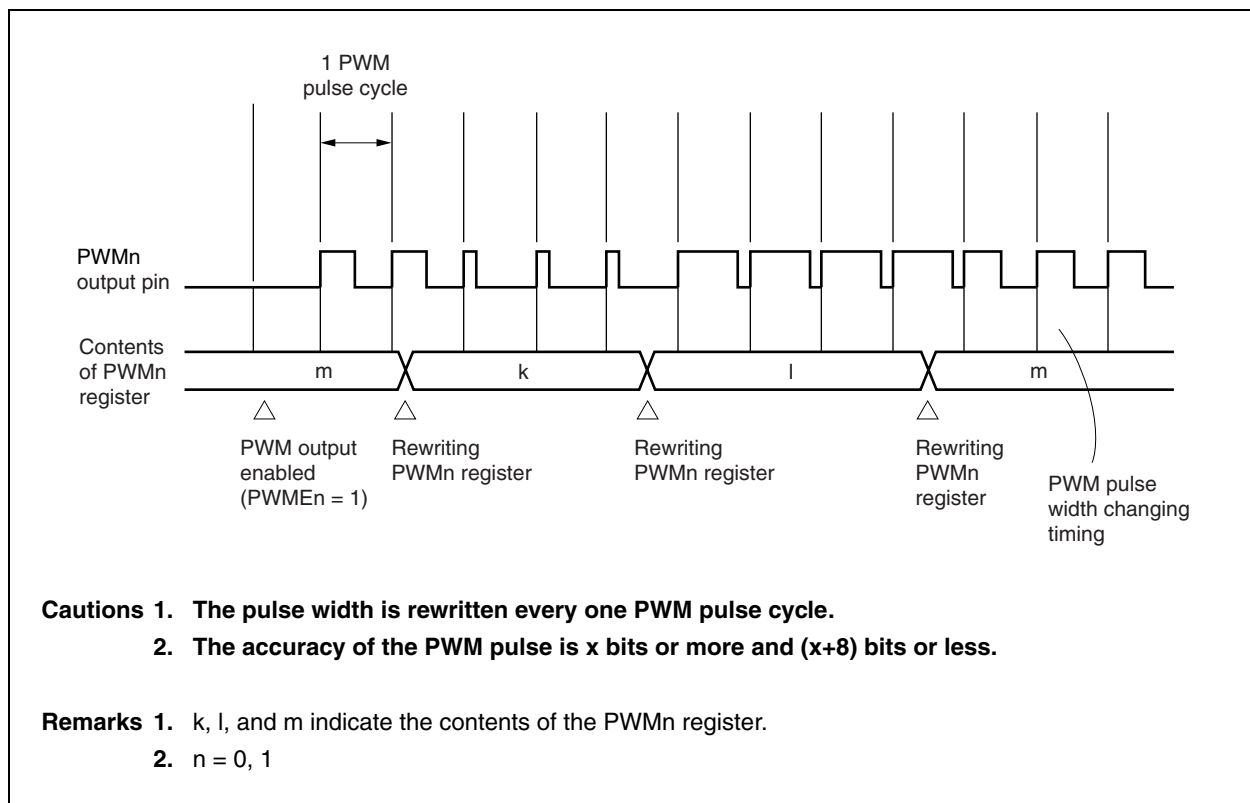 1 PWM
pulse cycle
PWMn
output pin
Contents
of PWMn
register
m
k
l
m
PWM output
enabled
(PWMEn = 1)
Rewriting
PWMn register
Rewriting
PWMn register
Rewriting
PWMn
register
PWM pulse
width changing
timing
Cautions 1. The pulse width is rewritten every one PWM pulse cycle.
2. The accuracy of the PWM pulse is x bits or more and (x+8) bits or less.
Remarks 1. k, l, and m indicate the contents of the PWMn register.
2. n = 0, 1